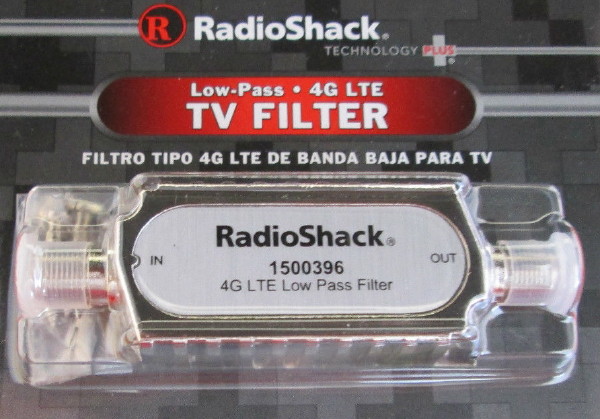 R RadioShack®
TECHNOLOGY PLUS
Low-Pass • 4G LTE
TV FILTER
FILTRO TIPO 4G LTE DE BANDA BAJA PARA TV
RadioShack®
IN
OUT
1500396
4G LTE Low Pass Filter